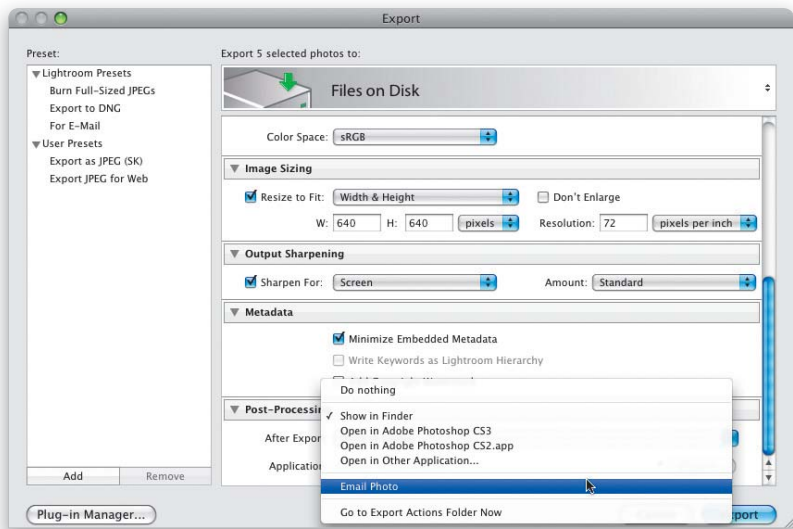 Export
Preset:
Export 5 selected photos to:
Lightroom Presets
Burn Full-Sized JPEGs
Export to DNG
For E-Mail
User Presets
Export as JPEG (SK)
Export JPEG for Web
Add
Remove
Files on Disk
Color Space: sRGB
Image Sizing
Resize to Fit: Width & Height Don't Enlarge
W: 640 H: 640 pixels Resolution: 72 pixels per inch
Output Sharpening
Sharpen For: Screen Amount: Standard
Metadata
Minimize Embedded Metadata
Write Keywords as Lightroom Hierarchy
Post-Processin
After Expor
Application
Do nothing
✓ Show in Finder
Open in Adobe Photoshop CS3
Open in Adobe Photoshop CS2.app
Open in Other Application...
Email Photo
Go to Export Actions Folder Now
Plug-in Manager...
port